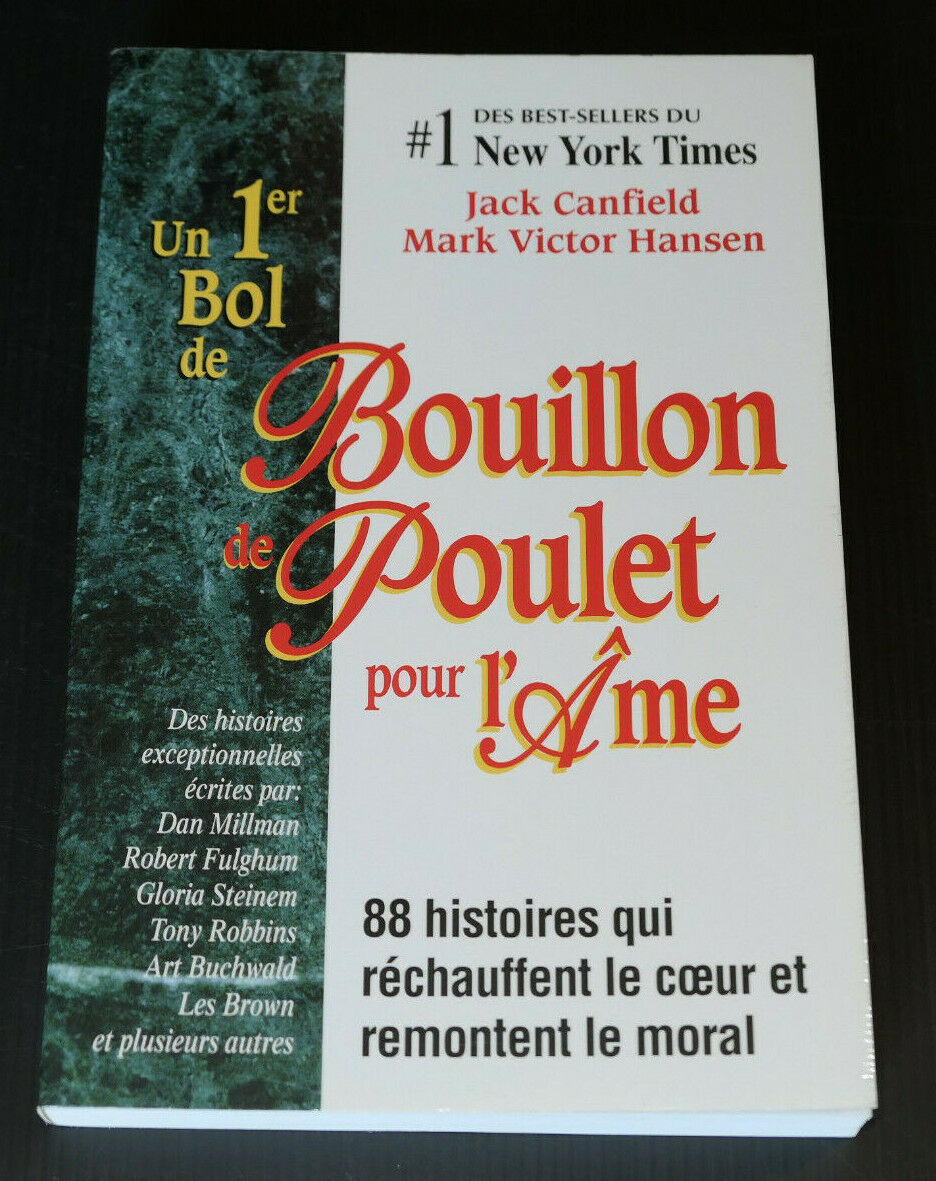 #1 DES BEST-SELLERS DU
New York Times
Jack Canfield
Mark Victor Hansen
Un 1er
Bol
de
Bouillon
de Poulet
pour l'Âme
Des histoires
exceptionnelles
écrites par:
Dan Millman
Robert Fulghum
Gloria Steinem
Tony Robbins
Art Buchwald
Les Brown
et plusieurs autres
88 histoires qui
réchauffent le cœur et
remontent le moral